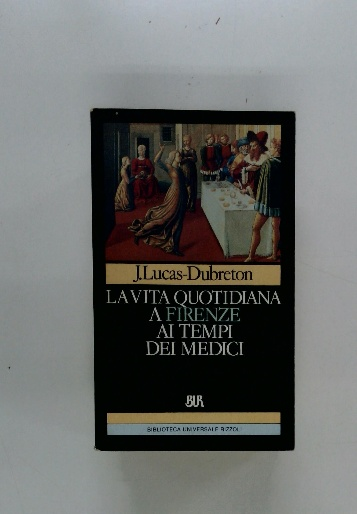 J. Lucas-Dubreton
LA VITA QUOTIDIANA
A FIRENZE
AI TEMPI
DEI MEDICI
BUR
BIBLIOTECA UNIVERSALE RIZZOLI